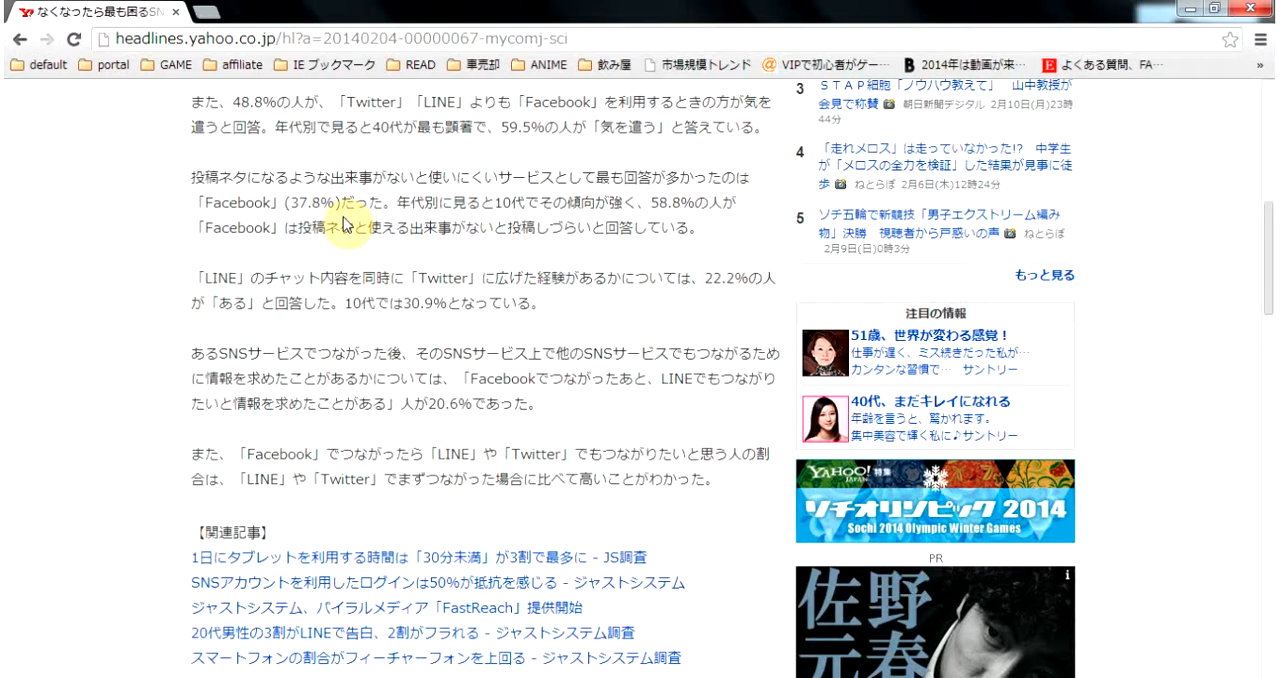 なくなったら最も困るSN
headlines.yahoo.co.jp/hl?a=20140204-00000067-mycomj-sci
default portal GAME affiliate IE ブックマーク READ 車売却 ANIME 飲み屋 市場規模トレンド VIPで初心者がゲー… 2014年は動画が来… よくある質問、FA… »
また、48.8%の人が、「Twitter」「LINE」よりも「Facebook」を利用するときの方が気を
遣うと回答。年代別で見ると40代が最も顕著で、59.5%の人が「気を遣う」と答えている。
投稿ネタになるような出来事がないと使いにくいサービスとして最も回答が多かったのは
「Facebook」(37.8%)だった。年代別に見ると10代でその傾向が強く、58.8%の人が
「Facebook」は投稿ネタと使える出来事がないと投稿しづらいと回答している。
「LINE」のチャット内容を同時に「Twitter」に広げた経験があるかについては、22.2%の人
が「ある」と回答した。10代では30.9%となっている。
あるSNSサービスでつながった後、そのSNSサービス上で他のSNSサービスでもつながるため
に情報を求めたことがあるかについては、「Facebookでつながったあと、LINEでもつながり
たいと情報を求めたことがある」人が20.6%であった。
また、「Facebook」でつながったら「LINE」や「Twitter」でもつながりたいと思う人の割
合は、「LINE」や「Twitter」でまずつながった場合に比べて高いことがわかった。
【関連記事】
1日にタブレットを利用する時間は「30分未満」が3割で最多に - JS調査
SNSアカウントを利用したログインは50%が抵抗を感じる - ジャストシステム
ジャストシステム、バイラルメディア「FastReach」提供開始
20代男性の3割がLINEで告白、2割がフラれる - ジャストシステム調査
スマートフォンの割合がフィーチャーフォンを上回る - ジャストシステム調査
3 ＳＴＡＰ細胞「ノウハウ教えて」 山中教授が
会見で称賛 朝日新聞デジタル 2月10日(月)23時
44分
4 「走れメロス」は走っていなかった!? 中学生
が「メロスの全力を検証」した結果が見事に徒
歩 ねとらぼ 2月6日(木)12時24分
5 ソチ五輪で新競技「男子エクストリーム編み
物」決勝 視聴者から戸惑いの声 ねとらぼ
2月9日(日)0時3分
もっと見る
注目の情報
51歳、世界が変わる感覚！
仕事が遅く、ミス続きだった私が…
カンタンな習慣で… サントリー
40代、まだキレイになれる
年齢を言うと、驚かれます。
集中美容で輝く私に♪サントリー
YAHOO! JAPAN 特集
ソチオリンピック 2014
Sochi 2014 Olympic Winter Games
PR
佐野
元春